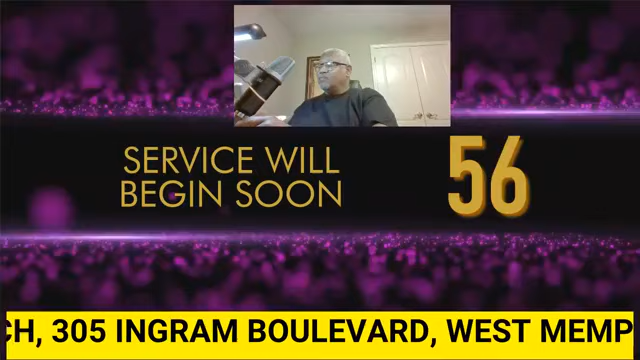 SERVICE WILL
BEGIN SOON
56
CH, 305 INGRAM BOULEVARD, WEST MEMP